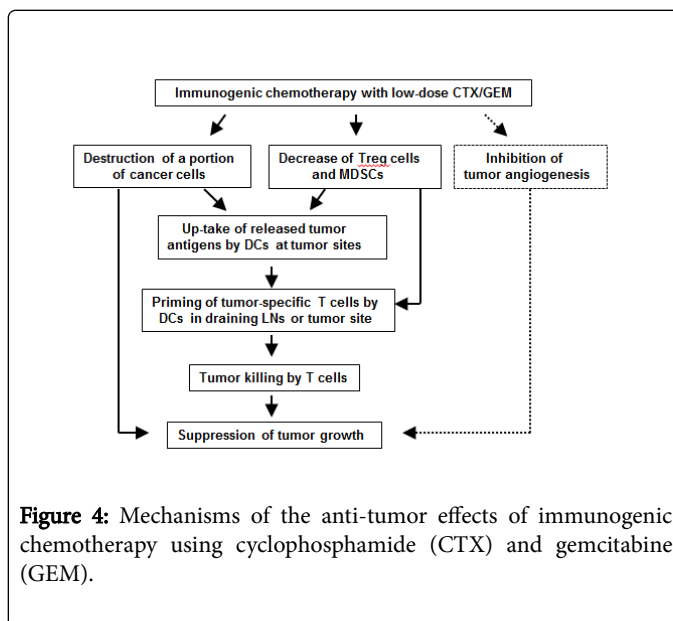 Immunogenic chemotherapy with low-dose CTX/GEM
Destruction of a portion
of cancer cells
Decrease of Treg cells
and MDSCs
Inhibition of
tumor angiogenesis
Up-take of released tumor
antigens by DCs at tumor sites
Priming of tumor-specific T cells by
DCs in draining LNs or tumor site
Tumor killing by T cells
Suppression of tumor growth
Figure 4: Mechanisms of the anti-tumor effects of immunogenic
chemotherapy using cyclophosphamide (CTX) and gemcitabine
(GEM).